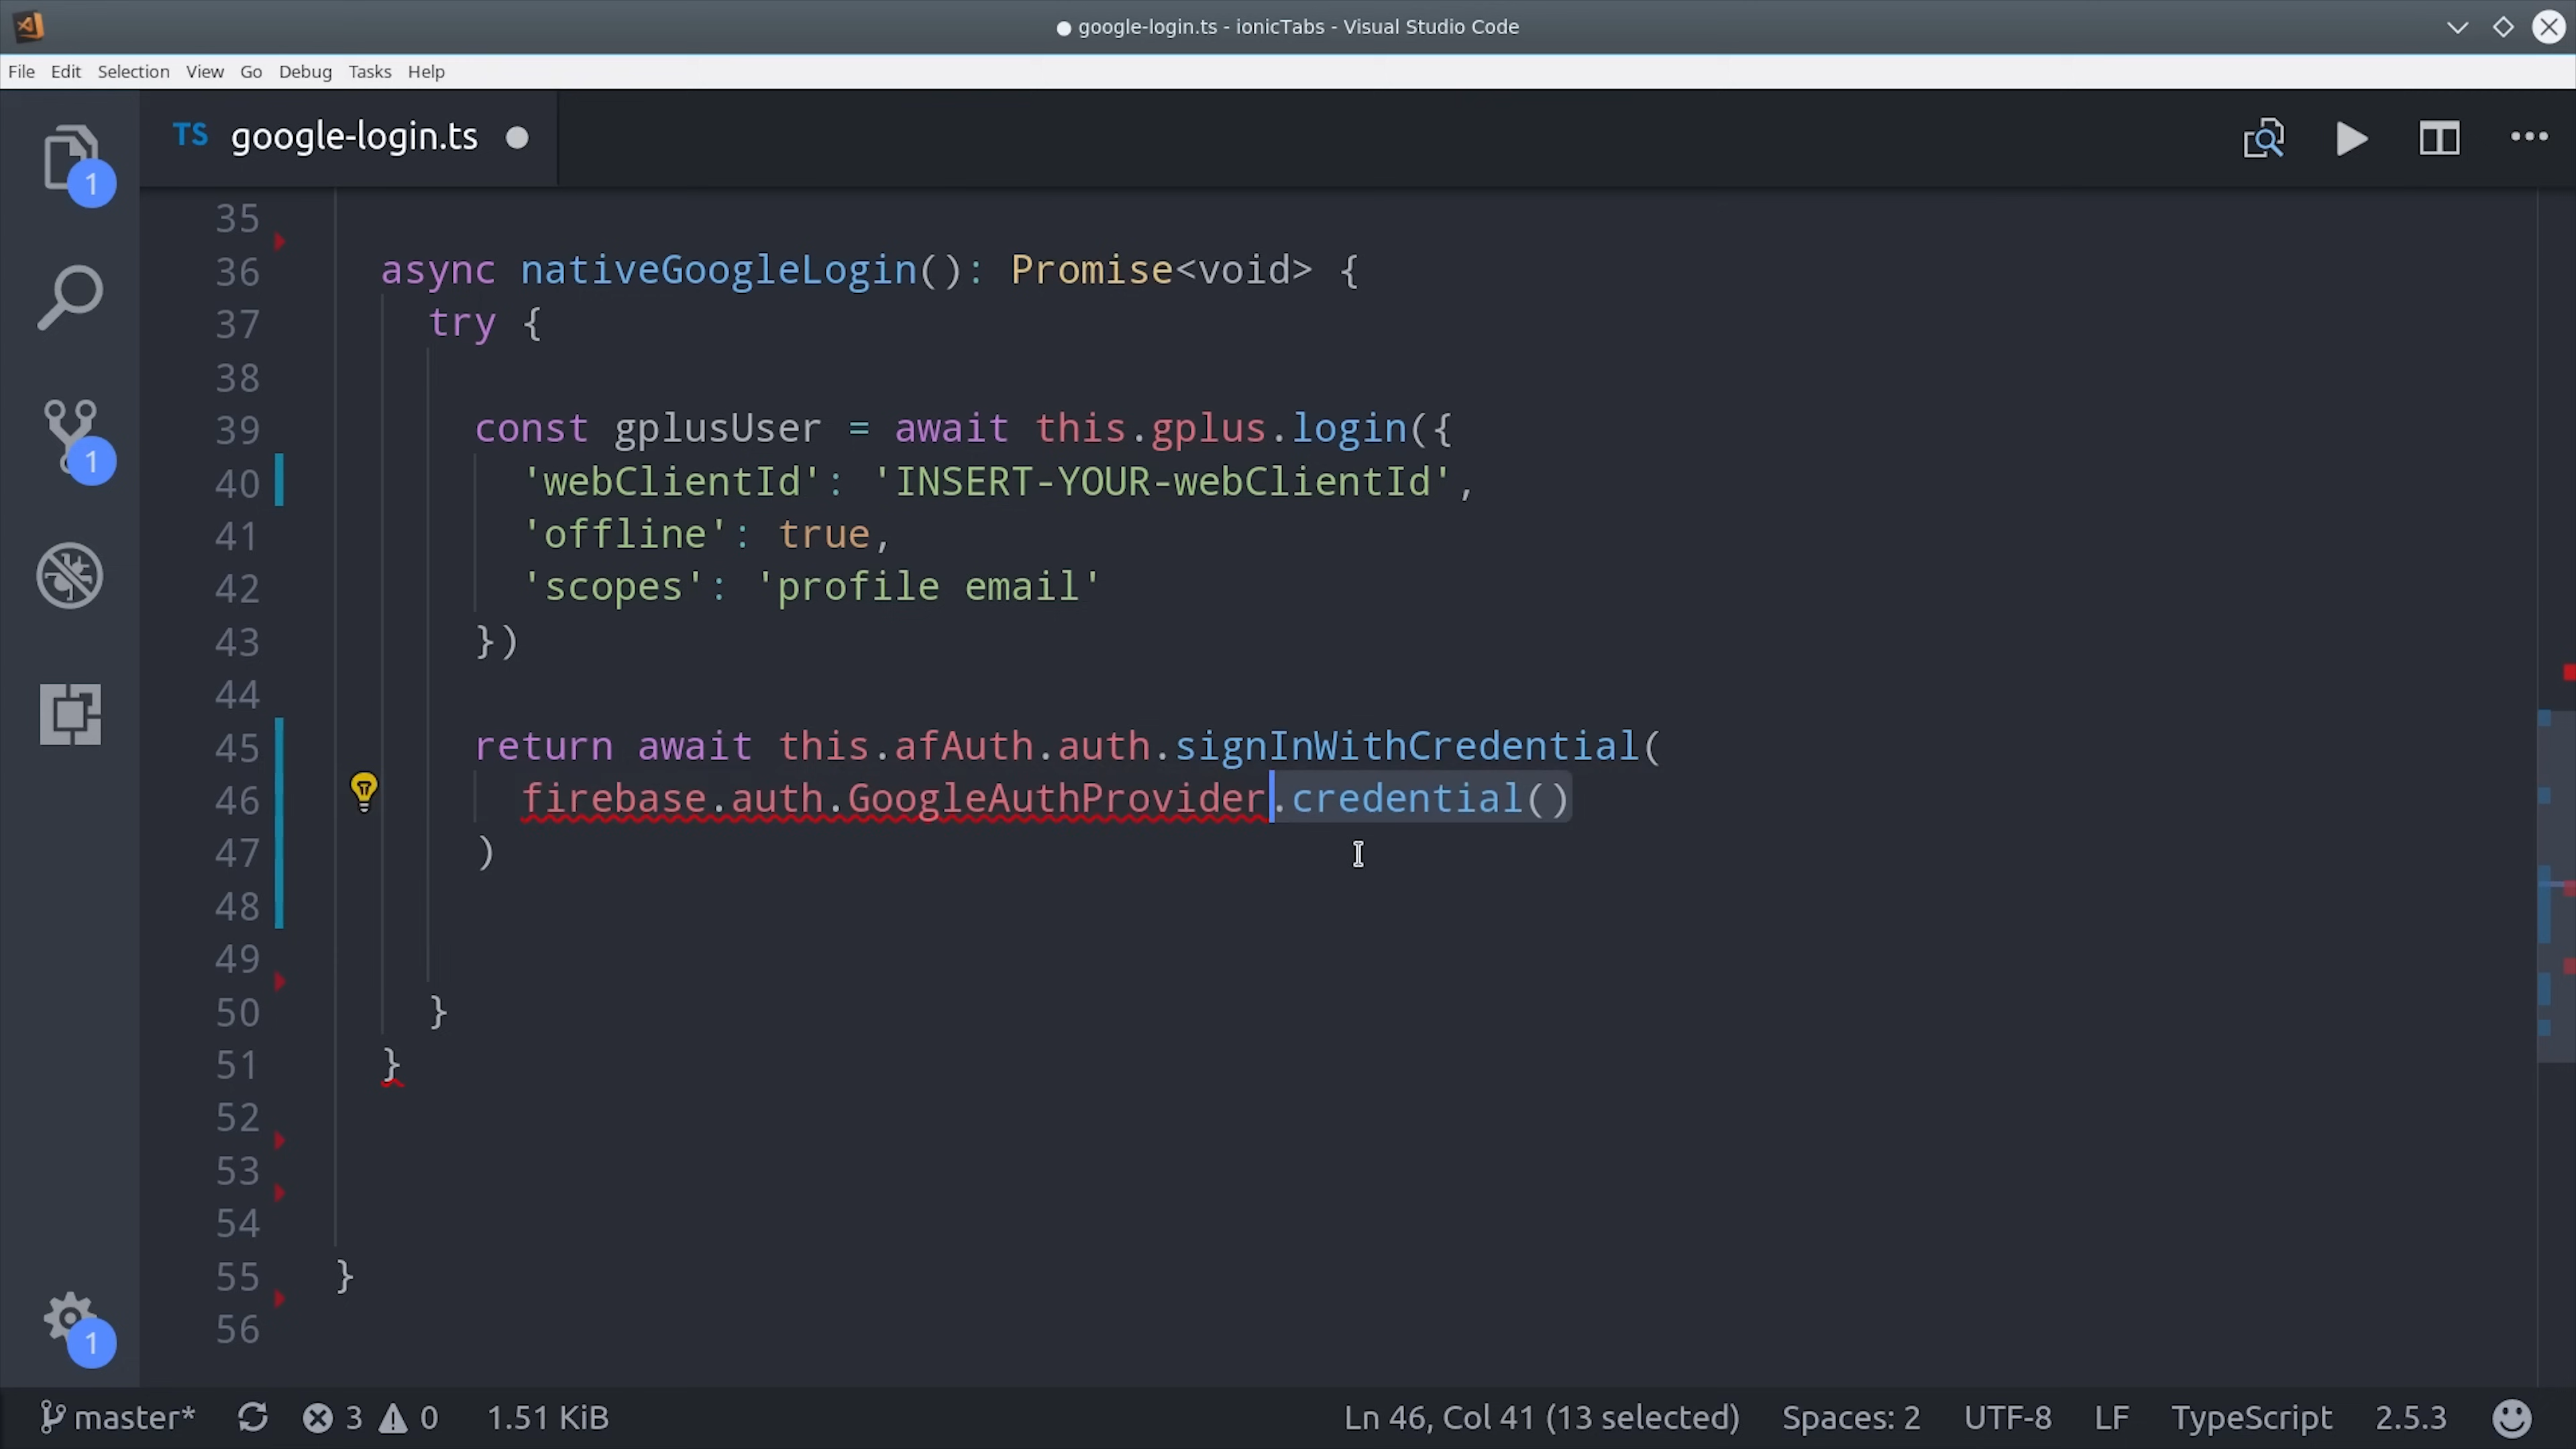 ● google-login.ts - ionicTabs - Visual Studio Code
File Edit Selection View Go Debug Tasks Help
TS google-login.ts ●
1
1
1
35
36 async nativeGoogleLogin(): Promise<void> {
37 try {
38
39 const gplusUser = await this.gplus.login({
40 'webClientId': 'INSERT-YOUR-webClientId',
41 'offline': true,
42 'scopes': 'profile email'
43 })
44
45 return await this.afAuth.auth.signInWithCredential(
46 firebase.auth.GoogleAuthProvider.credential()
47 )
48
49
50 }
51 }
52
53
54
55 }
56
master* 3 0 1.51 KiB Ln 46, Col 41 (13 selected) Spaces: 2 UTF-8 LF TypeScript 2.5.3